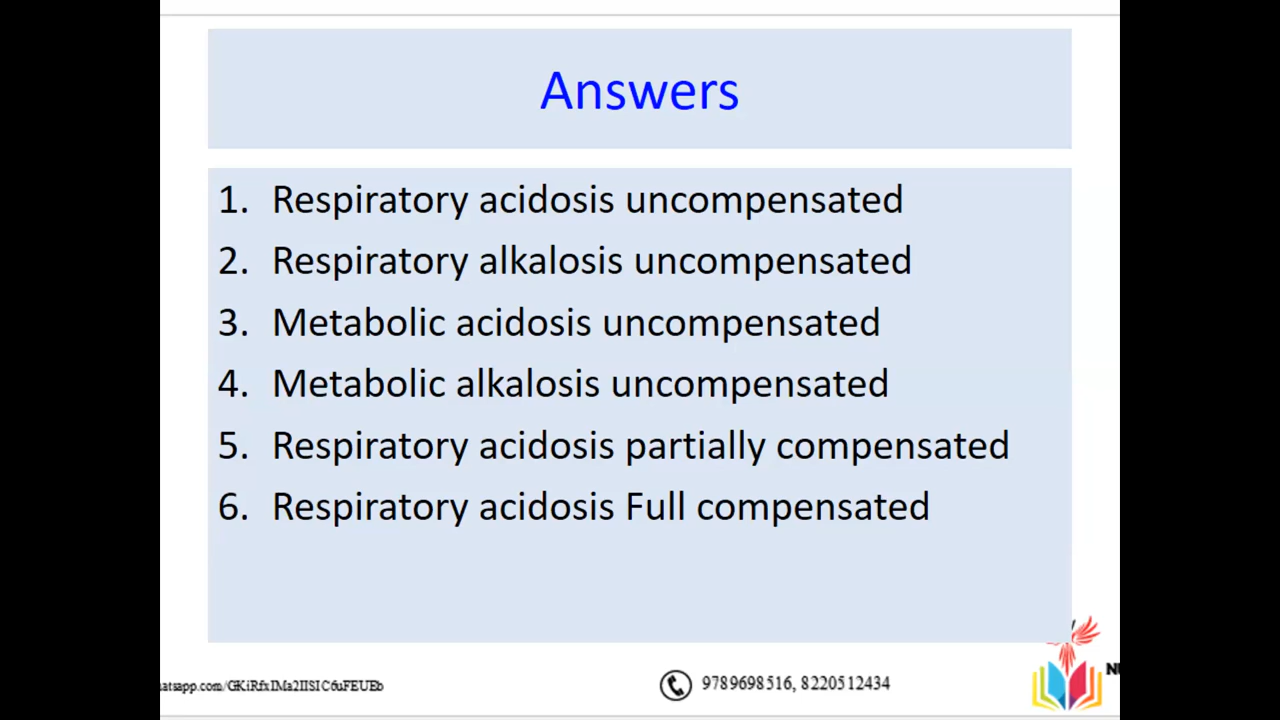 Answers
1. Respiratory acidosis uncompensated
2. Respiratory alkalosis uncompensated
3. Metabolic acidosis uncompensated
4. Metabolic alkalosis uncompensated
5. Respiratory acidosis partially compensated
6. Respiratory acidosis Full compensated
9789698516, 8220512434